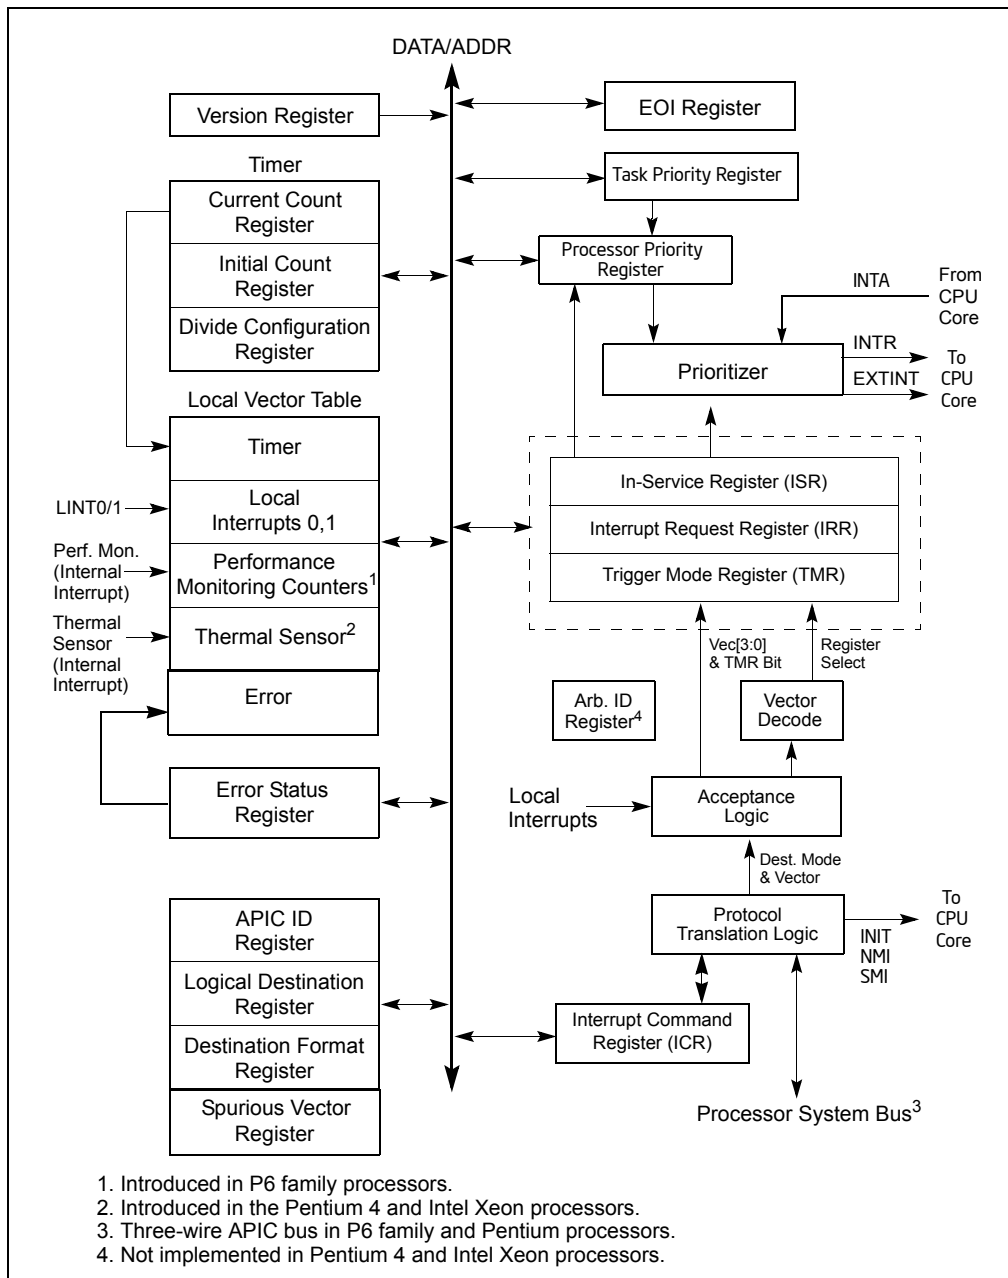 DATA/ADDR
Version Register
EOI Register
Timer
Current Count
Register
Initial Count
Register
Divide Configuration
Register
Task Priority Register
Processor Priority
Register
INTA
From
CPU
Core
Prioritizer
INTR
EXTINT
To
CPU
Core
Local Vector Table
Timer
Local
Interrupts 0,1
Performance
Monitoring Counters1
Thermal Sensor2
Error
LINT0/1
Perf. Mon.
(Internal
Interrupt)
Thermal
Sensor
(Internal
Interrupt)
In-Service Register (ISR)
Interrupt Request Register (IRR)
Trigger Mode Register (TMR)
Vec[3:0]
& TMR Bit
Register
Select
Arb. ID
Register4
Vector
Decode
Error Status
Register
Local
Interrupts
Acceptance
Logic
Dest. Mode
& Vector
Protocol
Translation Logic
INIT
NMI
SMI
To
CPU
Core
APIC ID
Register
Logical Destination
Register
Destination Format
Register
Spurious Vector
Register
Interrupt Command
Register (ICR)
Processor System Bus3
1. Introduced in P6 family processors.
2. Introduced in the Pentium 4 and Intel Xeon processors.
3. Three-wire APIC bus in P6 family and Pentium processors.
4. Not implemented in Pentium 4 and Intel Xeon processors.